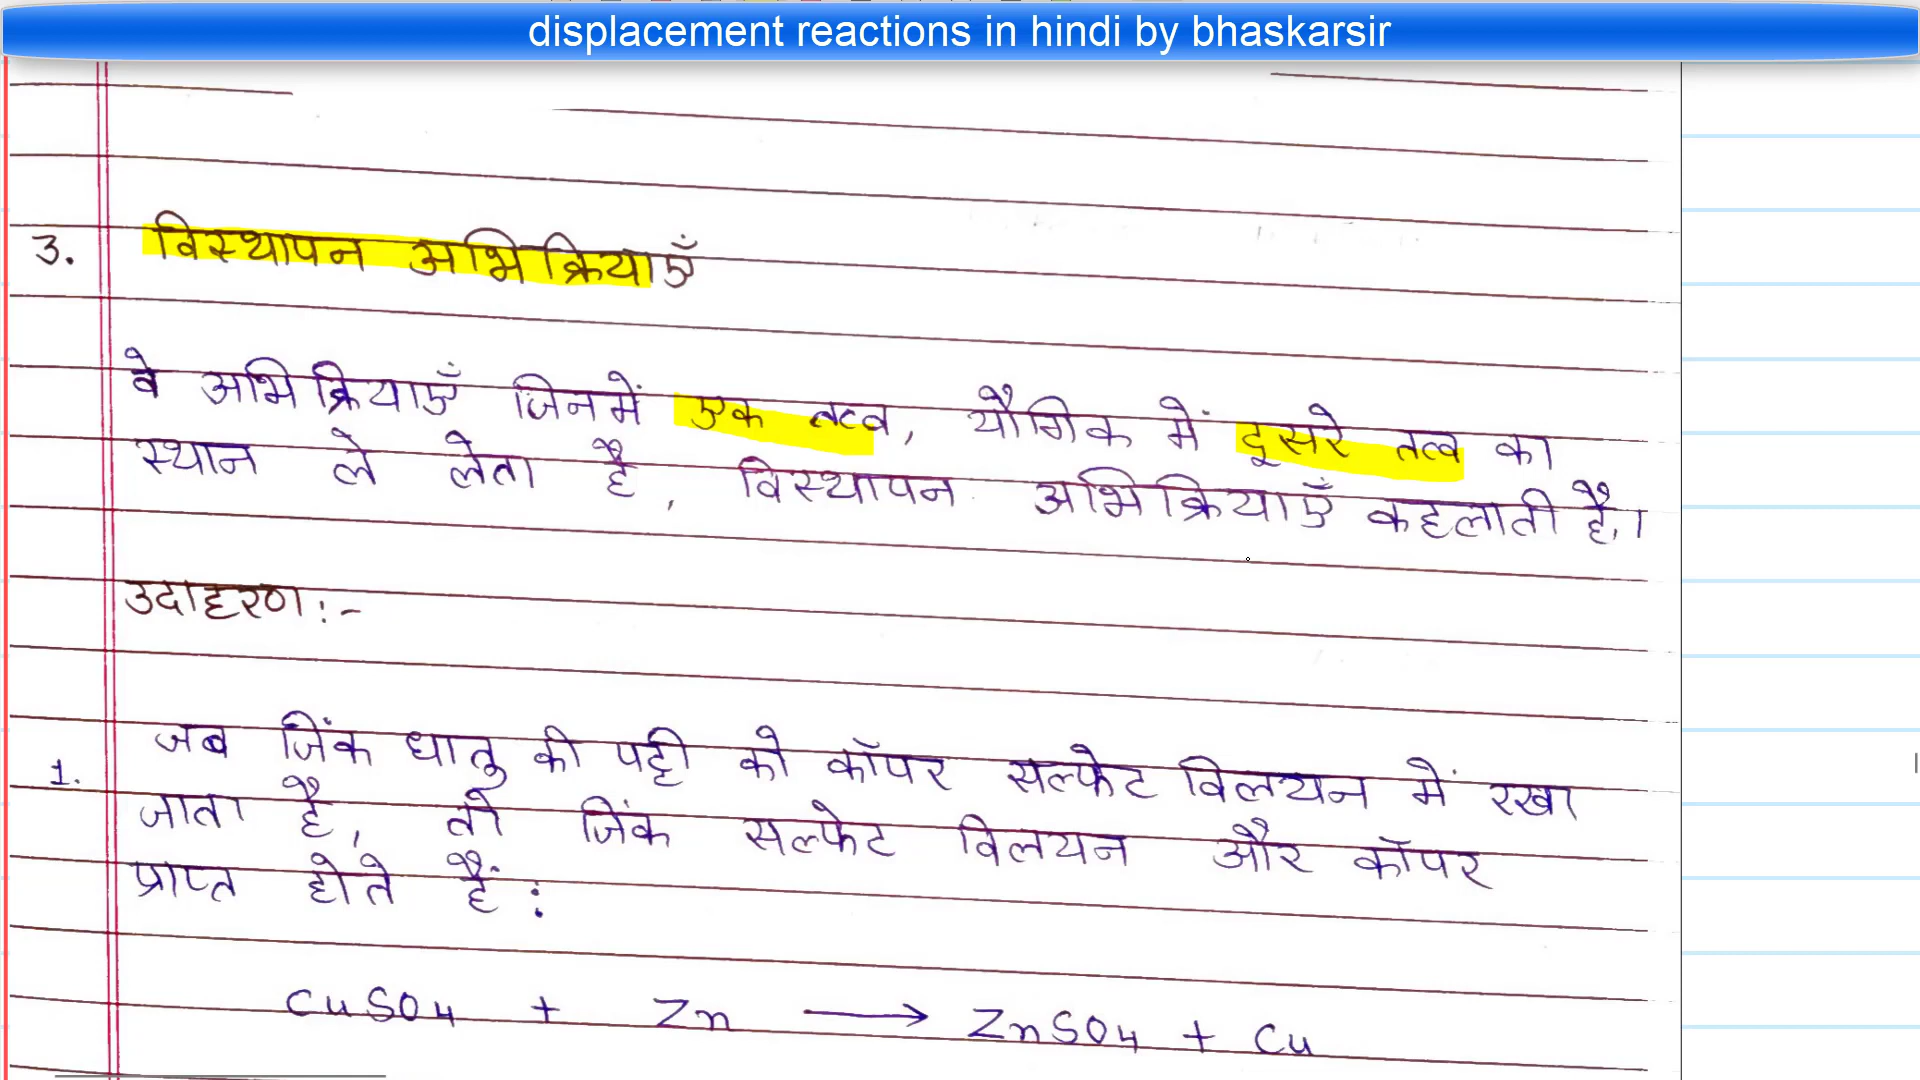 displacement reactions in hindi by bhaskarsir
3. विस्थापन अभिक्रियाएँ
वे अभिक्रियाएँ जिनमें एक तत्व, यौगिक में दूसरे तत्व का
स्थान ले लेता है, विस्थापन अभिक्रियाएँ कहलाती हैं।
उदाहरण:-
1. जब जिंक धातु की पट्टी को कॉपर सल्फेट विलयन में रखा
जाता है, तो जिंक सल्फेट विलयन और कॉपर
प्राप्त होते हैं:
CuSO4 + Zn → ZnSO4 + Cu